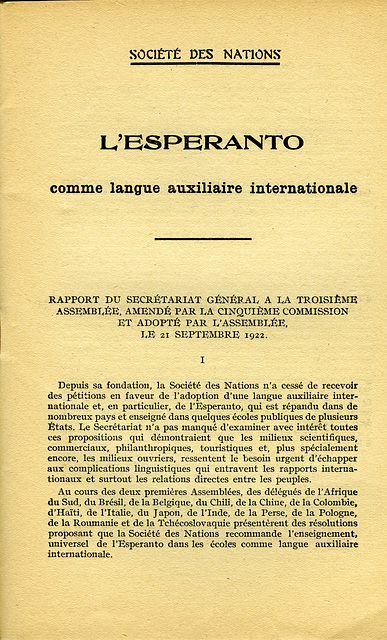 SOCIÉTÉ DES NATIONS
L'ESPERANTO
comme langue auxiliaire internationale
RAPPORT DU SECRÉTARIAT GÉNÉRAL A LA TROISIÈME
ASSEMBLÉE, AMENDÉ PAR LA CINQUIÈME COMMISSION
ET ADOPTÉ PAR L'ASSEMBLÉE,
LE 21 SEPTEMBRE 1922.
I
Depuis sa fondation, la Société des Nations n'a cessé de recevoir
des pétitions en faveur de l'adoption d'une langue auxiliaire inter-
nationale et, en particulier, de l'Esperanto, qui est répandu dans de
nombreux pays et enseigné dans quelques écoles publiques de plusieurs
États. Le Secrétariat n'a pas manqué d'examiner avec intérêt toutes
ces propositions qui démontraient que les milieux scientifiques,
commerciaux, philanthropiques, touristiques et, plus spécialement
encore, les milieux ouvriers, ressentent le besoin urgent d'échapper
aux complications linguistiques qui entravent les rapports interna-
tionaux et surtout les relations directes entre les peuples.
Au cours des deux premières Assemblées, des délégués de l'Afrique
du Sud, du Brésil, de la Belgique, du Chili, de la Chine, de la Colombie,
d'Haïti, de l'Italie, du Japon, de l'Inde, de la Perse, de la Pologne,
de la Roumanie et de la Tchécoslovaquie présentèrent des résolutions
proposant que la Société des Nations recommande l'enseignement,
universel de l'Esperanto dans les écoles comme langue auxiliaire
internationale.